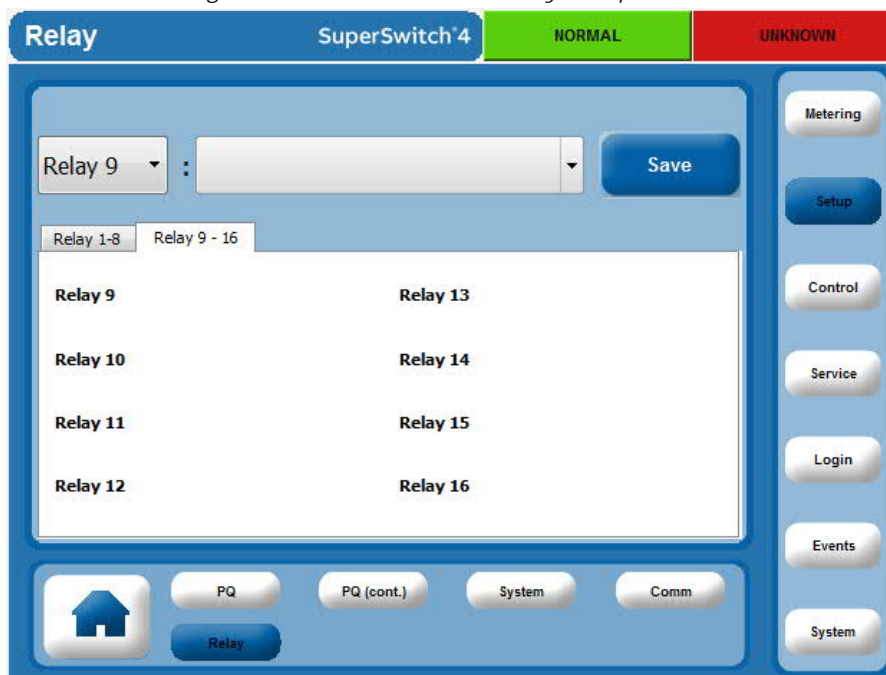 Relay SuperSwitch®4 NORMAL UNKNOWN
Metering
Relay 9 : Save
Setup
Relay 1-8 Relay 9 - 16
Relay 9 Relay 13
Control
Relay 10 Relay 14
Service
Relay 11 Relay 15
Login
Relay 12 Relay 16
Events
PQ PQ (cont.) System Comm
Relay
System